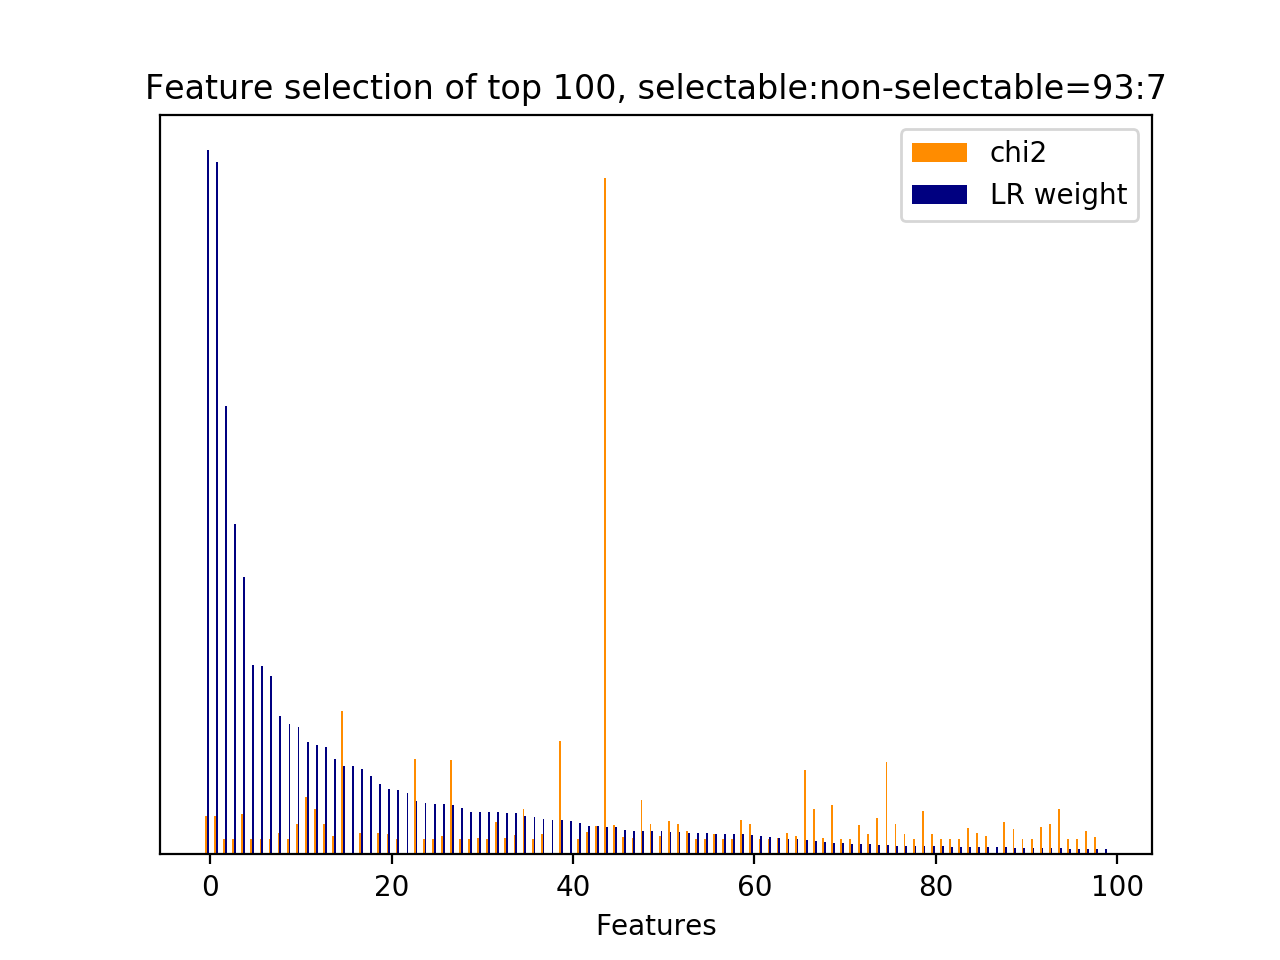 Feature selection of top 100, selectable:non-selectable=93:7
chi2
LR weight
0 20 40 60 80 100
Features